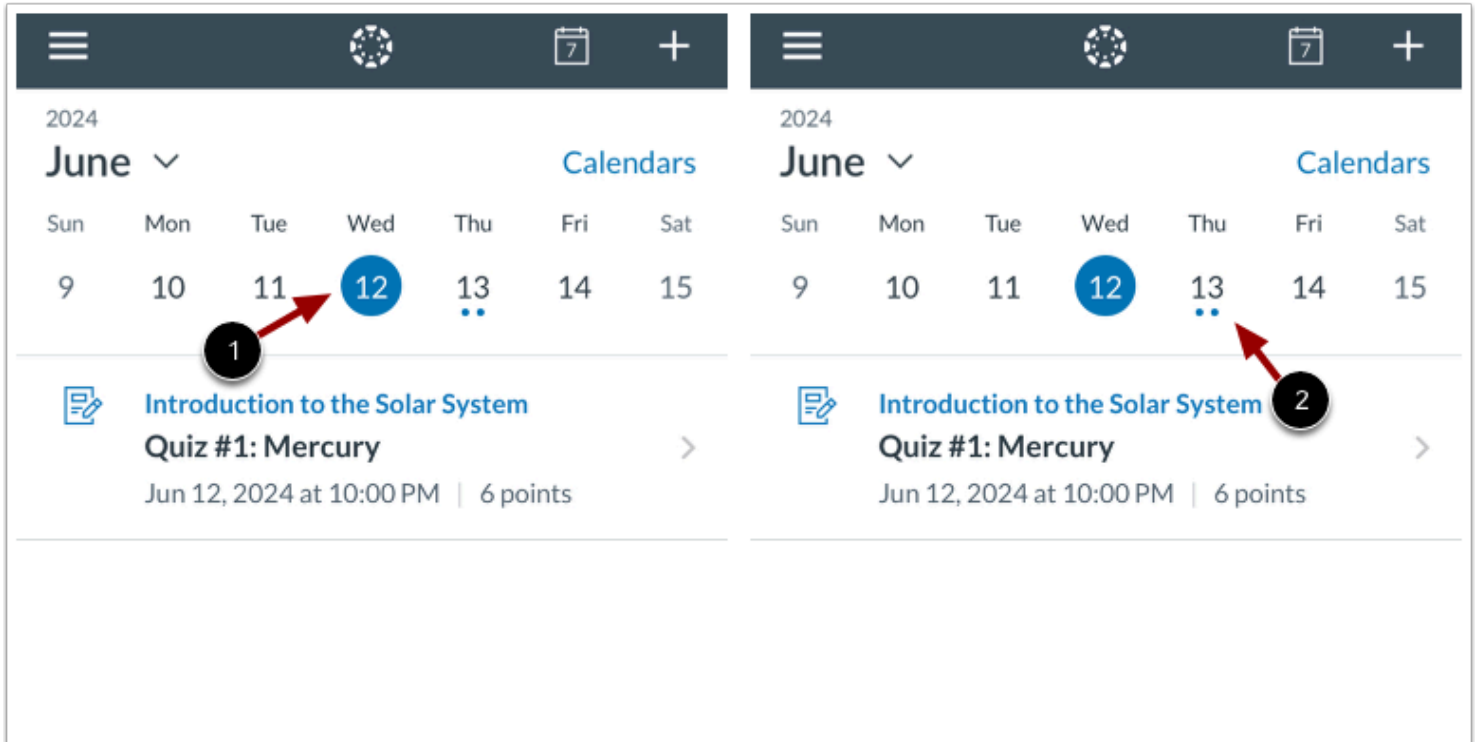 7
2024
June
Calendars
Sun Mon Tue Wed Thu Fri Sat
9 10 11 12 13 14 15
1
Introduction to the Solar System
Quiz #1: Mercury
Jun 12, 2024 at 10:00 PM | 6 points
7
2024
June
Calendars
Sun Mon Tue Wed Thu Fri Sat
9 10 11 12 13 14 15
2
Introduction to the Solar System
Quiz #1: Mercury
Jun 12, 2024 at 10:00 PM | 6 points